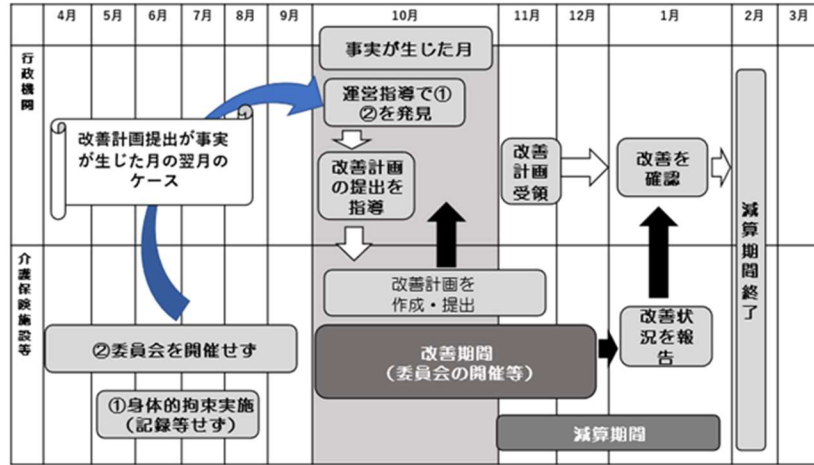 4月 5月 6月 7月 8月 9月 10月 11月 12月 1月 2月 3月
行政機関
事実が生じた月
運営指導で①
②を発見
改善計画提出が事実
が生じた月の翌月の
ケース
改善計画
の提出を
指導
改善
計画
受領
改善を
確認
減算期間終了
介護保険施設等
改善計画を
作成・提出
②委員会を開催せず
改善期間
(委員会の開催等)
改善状
況を報
告
①身体的拘束実施
(記録等せず)
減算期間